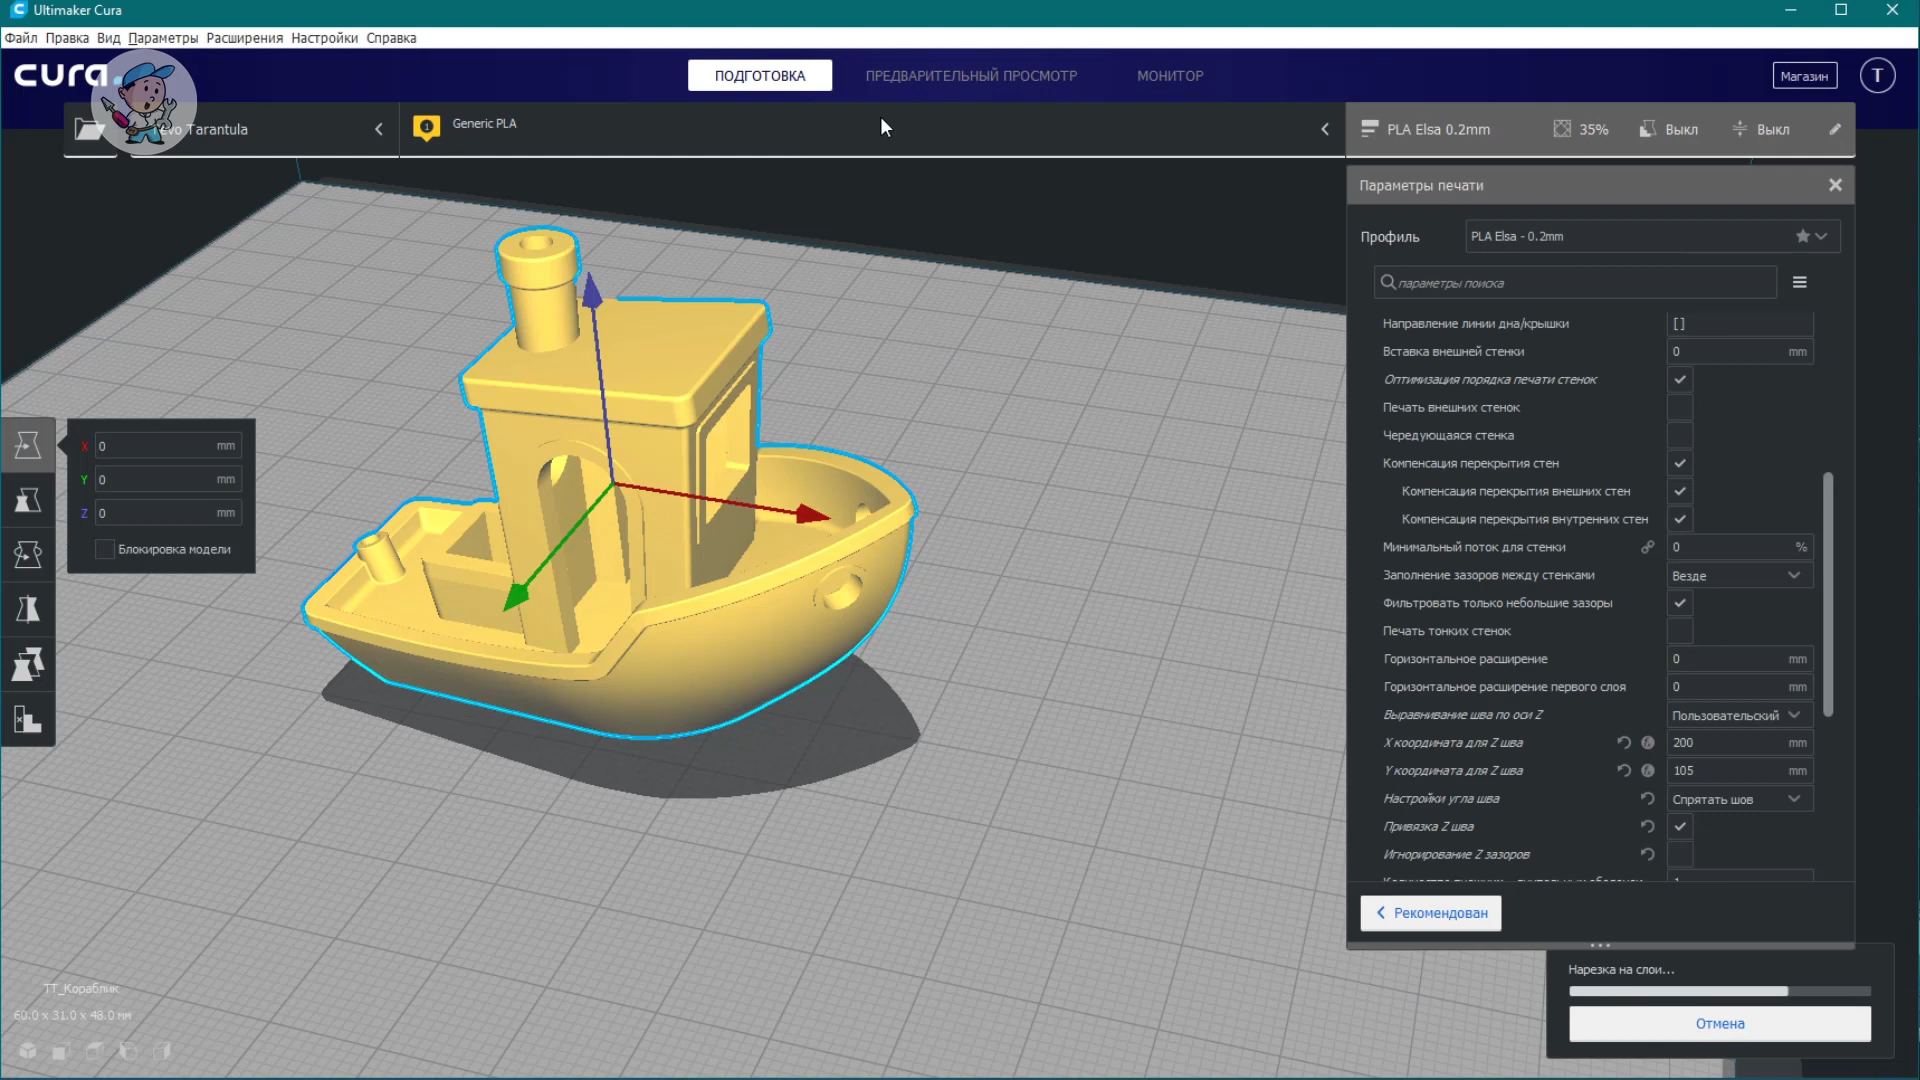 Ultimaker Cura
Файл Правка Вид Параметры Расширения Настройки Справка
cura.
ПОДГОТОВКА
ПРЕДВАРИТЕЛЬНЫЙ ПРОСМОТР
МОНИТОР
Магазин
T
Tarantula
1
Generic PLA
PLA Elsa 0.2mm
35%
Выкл
Выкл
Параметры печати
Профиль
PLA Elsa - 0.2mm
параметры поиска
Направление линии дна/крышки [ ]
Вставка внешней стенки 0 mm
Оптимизация порядка печати стенок
Печать внешних стенок
Чередующаяся стенка
Компенсация перекрытия стен
Компенсация перекрытия внешних стен
Компенсация перекрытия внутренних стен
Минимальный поток для стенки 0 %
Заполнение зазоров между стенками Везде
Фильтровать только небольшие зазоры
Печать тонких стенок
Горизонтальное расширение 0 mm
Горизонтальное расширение первого слоя 0 mm
Выравнивание шва по оси Z Пользовательский
X координата для Z шва 200 mm
Y координата для Z шва 105 mm
Настройки угла шва Спрятать шов
Привязка Z шва
Игнорирование Z зазоров
Рекомендован
X 0 mm
Y 0 mm
Z 0 mm
Блокировка модели
Нарезка на слои...
Отмена
TT_Кораблик
60.0 x 31.0 x 48.0 мм